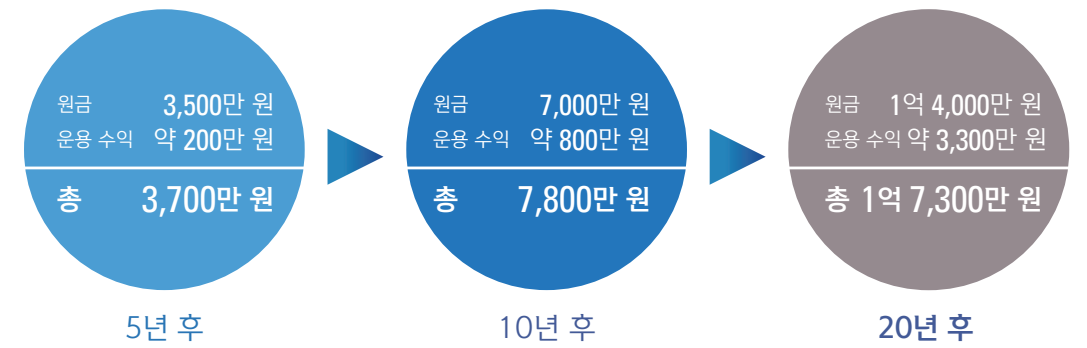 원금 3,500만 원
운용 수익 약 200만 원
총 3,700만 원
5년 후
원금 7,000만 원
운용 수익 약 800만 원
총 7,800만 원
10년 후
원금 1억 4,000만 원
운용 수익 약 3,300만 원
총 1억 7,300만 원
20년 후